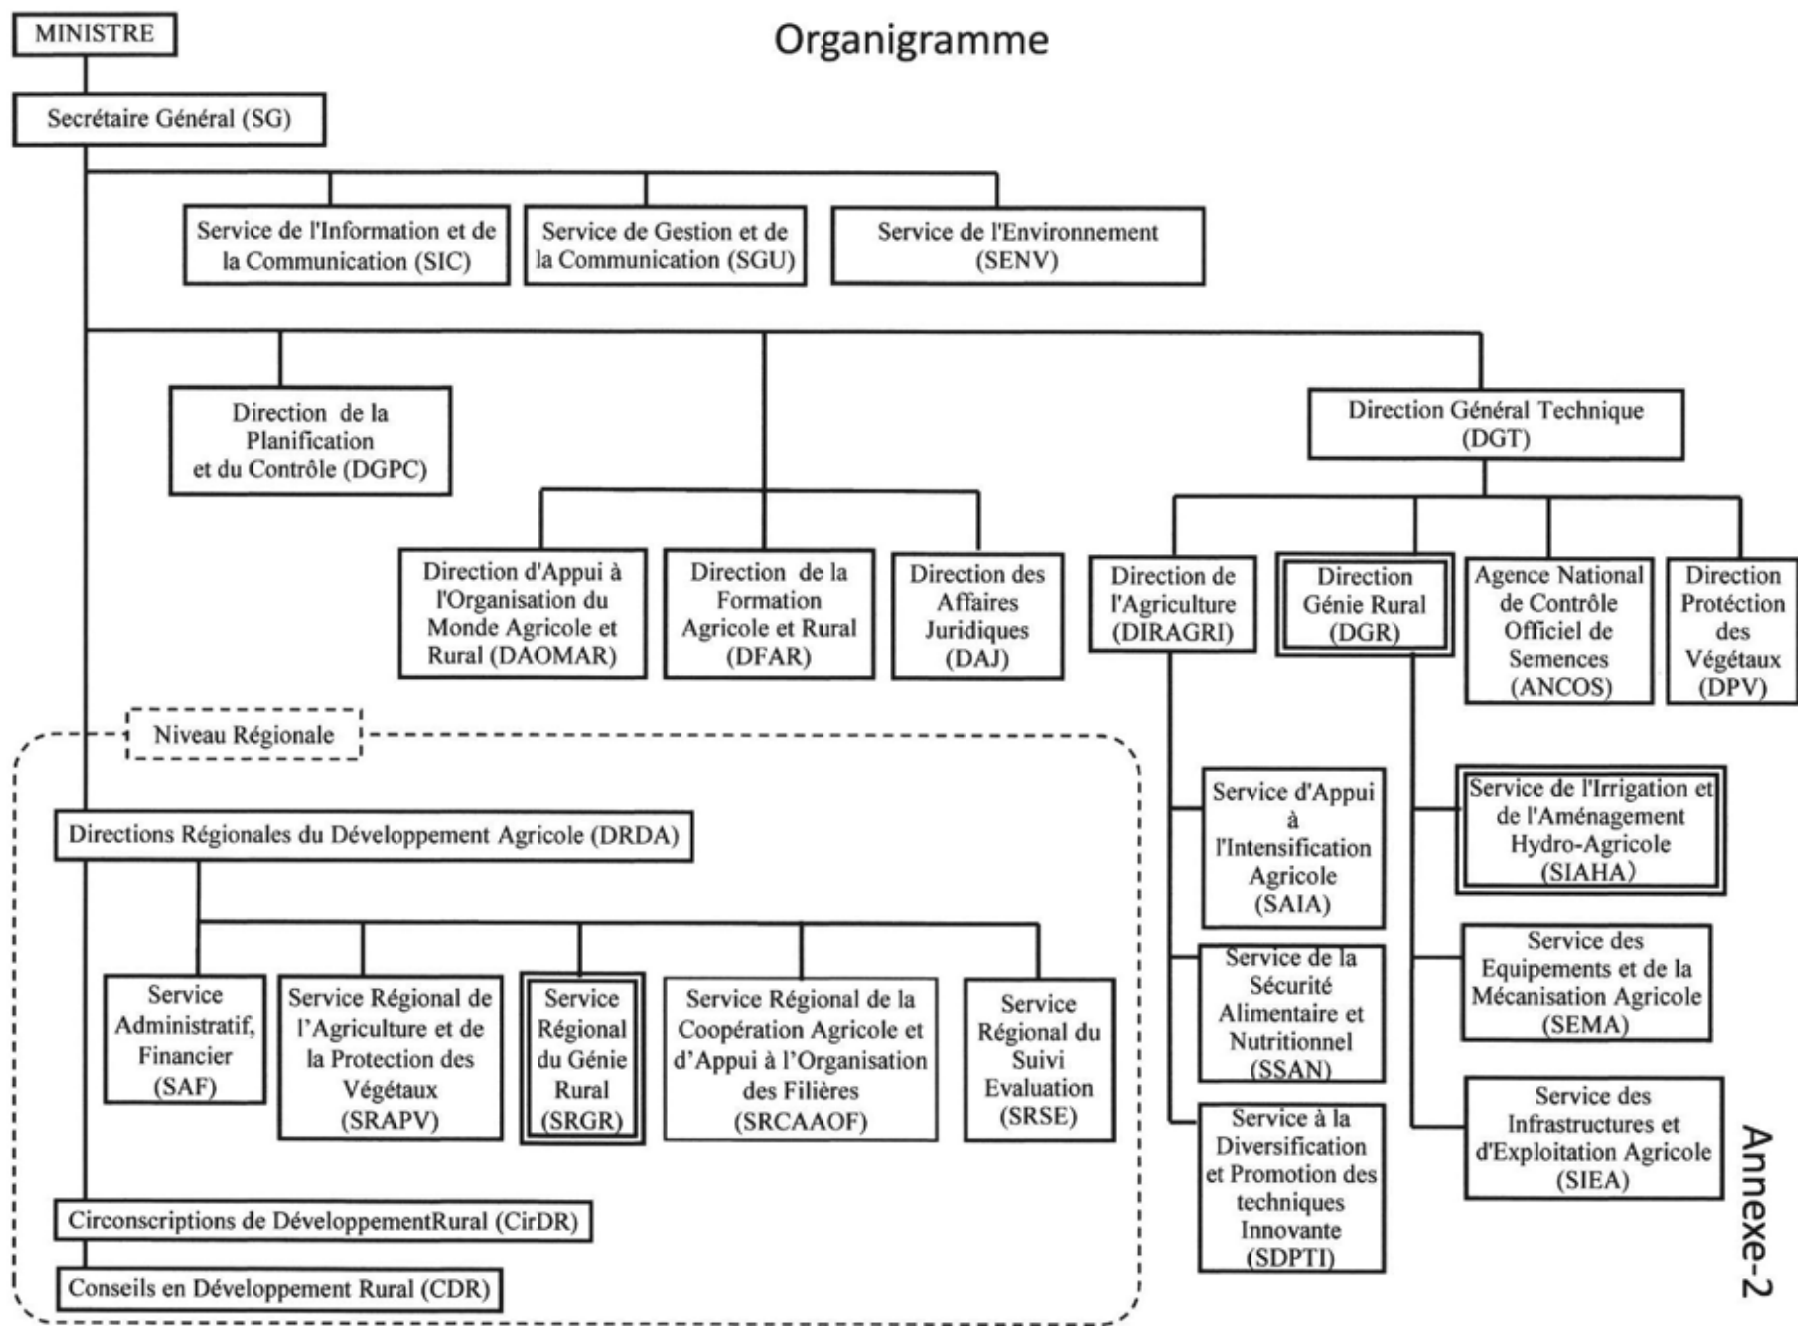 Organigramme
MINISTRE
Secrétaire Général (SG)
Service de l'Information et de
la Communication (SIC)
Service de Gestion et de
la Communication (SGU)
Service de l'Environnement
(SENV)
Direction de la
Planification
et du Contrôle (DGPC)
Direction Général Technique
(DGT)
Direction d'Appui à
l'Organisation du
Monde Agricole et
Rural (DAOMAR)
Direction de la
Formation
Agricole et Rural
(DFAR)
Direction des
Affaires
Juridiques
(DAJ)
Direction de
l'Agriculture
(DIRAGRI)
Direction
Génie Rural
(DGR)
Agence National
de Contrôle
Officiel de
Semences
(ANCOS)
Direction
Protéction
des
Végétaux
(DPV)
Service d'Appui
à
l'Intensification
Agricole
(SAIA)
Service de la
Sécurité
Alimentaire et
Nutritionnel
(SSAN)
Service à la
Diversification
et Promotion des
techniques
Innovante
(SDPTI)
Service de l'Irrigation et
de l'Aménagement
Hydro-Agricole
(SIAHA)
Service des
Equipements et de la
Mécanisation Agricole
(SEMA)
Service des
Infrastructures et
d'Exploitation Agricole
(SIEA)
Niveau Régionale
Directions Régionales du Développement Agricole (DRDA)
Service
Administratif,
Financier
(SAF)
Service Régional de
l’Agriculture et de
la Protection des
Végétaux
(SRAPV)
Service
Régional
du Génie
Rural
(SRGR)
Service Régional de la
Coopération Agricole et
d’Appui à l’Organisation
des Filières
(SRCAAOF)
Service
Régional du
Suivi
Evaluation
(SRSE)
Circonscriptions de DéveloppementRural (CirDR)
Conseils en Développement Rural (CDR)
Annexe-2